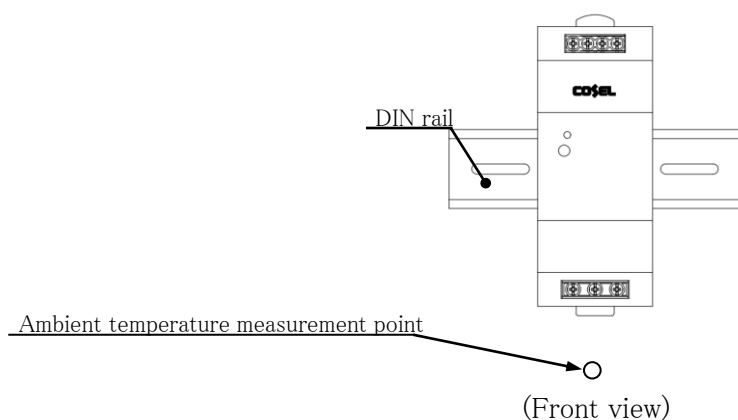 COSEL
DIN rail
Ambient temperature measurement point
(Front view)